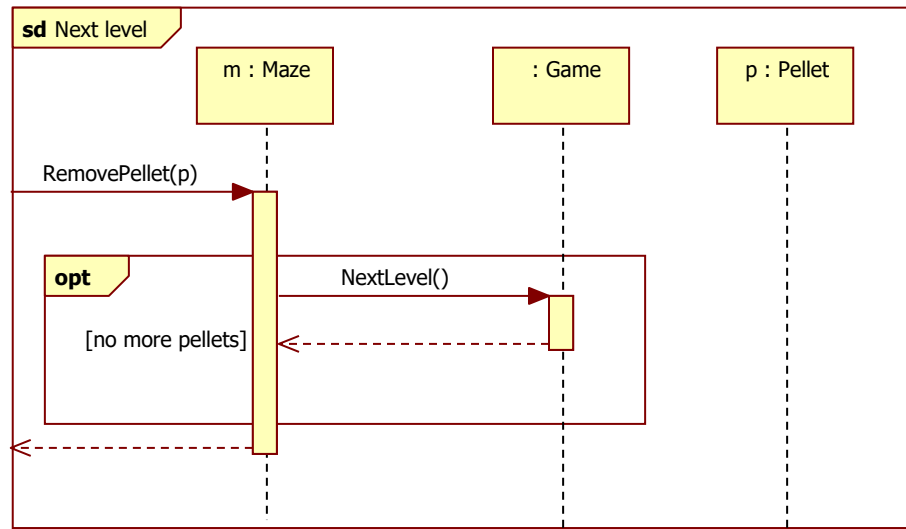 sd Next level
m : Maze
: Game
p : Pellet
RemovePellet(p)
opt
NextLevel()
[no more pellets]